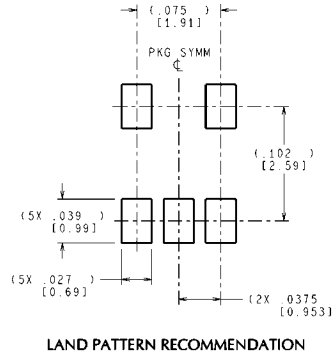 (.075 )
[1.91]
PKG SYMM
℄
(.102 )
[2.59]
(5X .039 )
[0.99]
(5X .027 )
[0.69]
(2X .0375
[0.953]
LAND PATTERN RECOMMENDATION